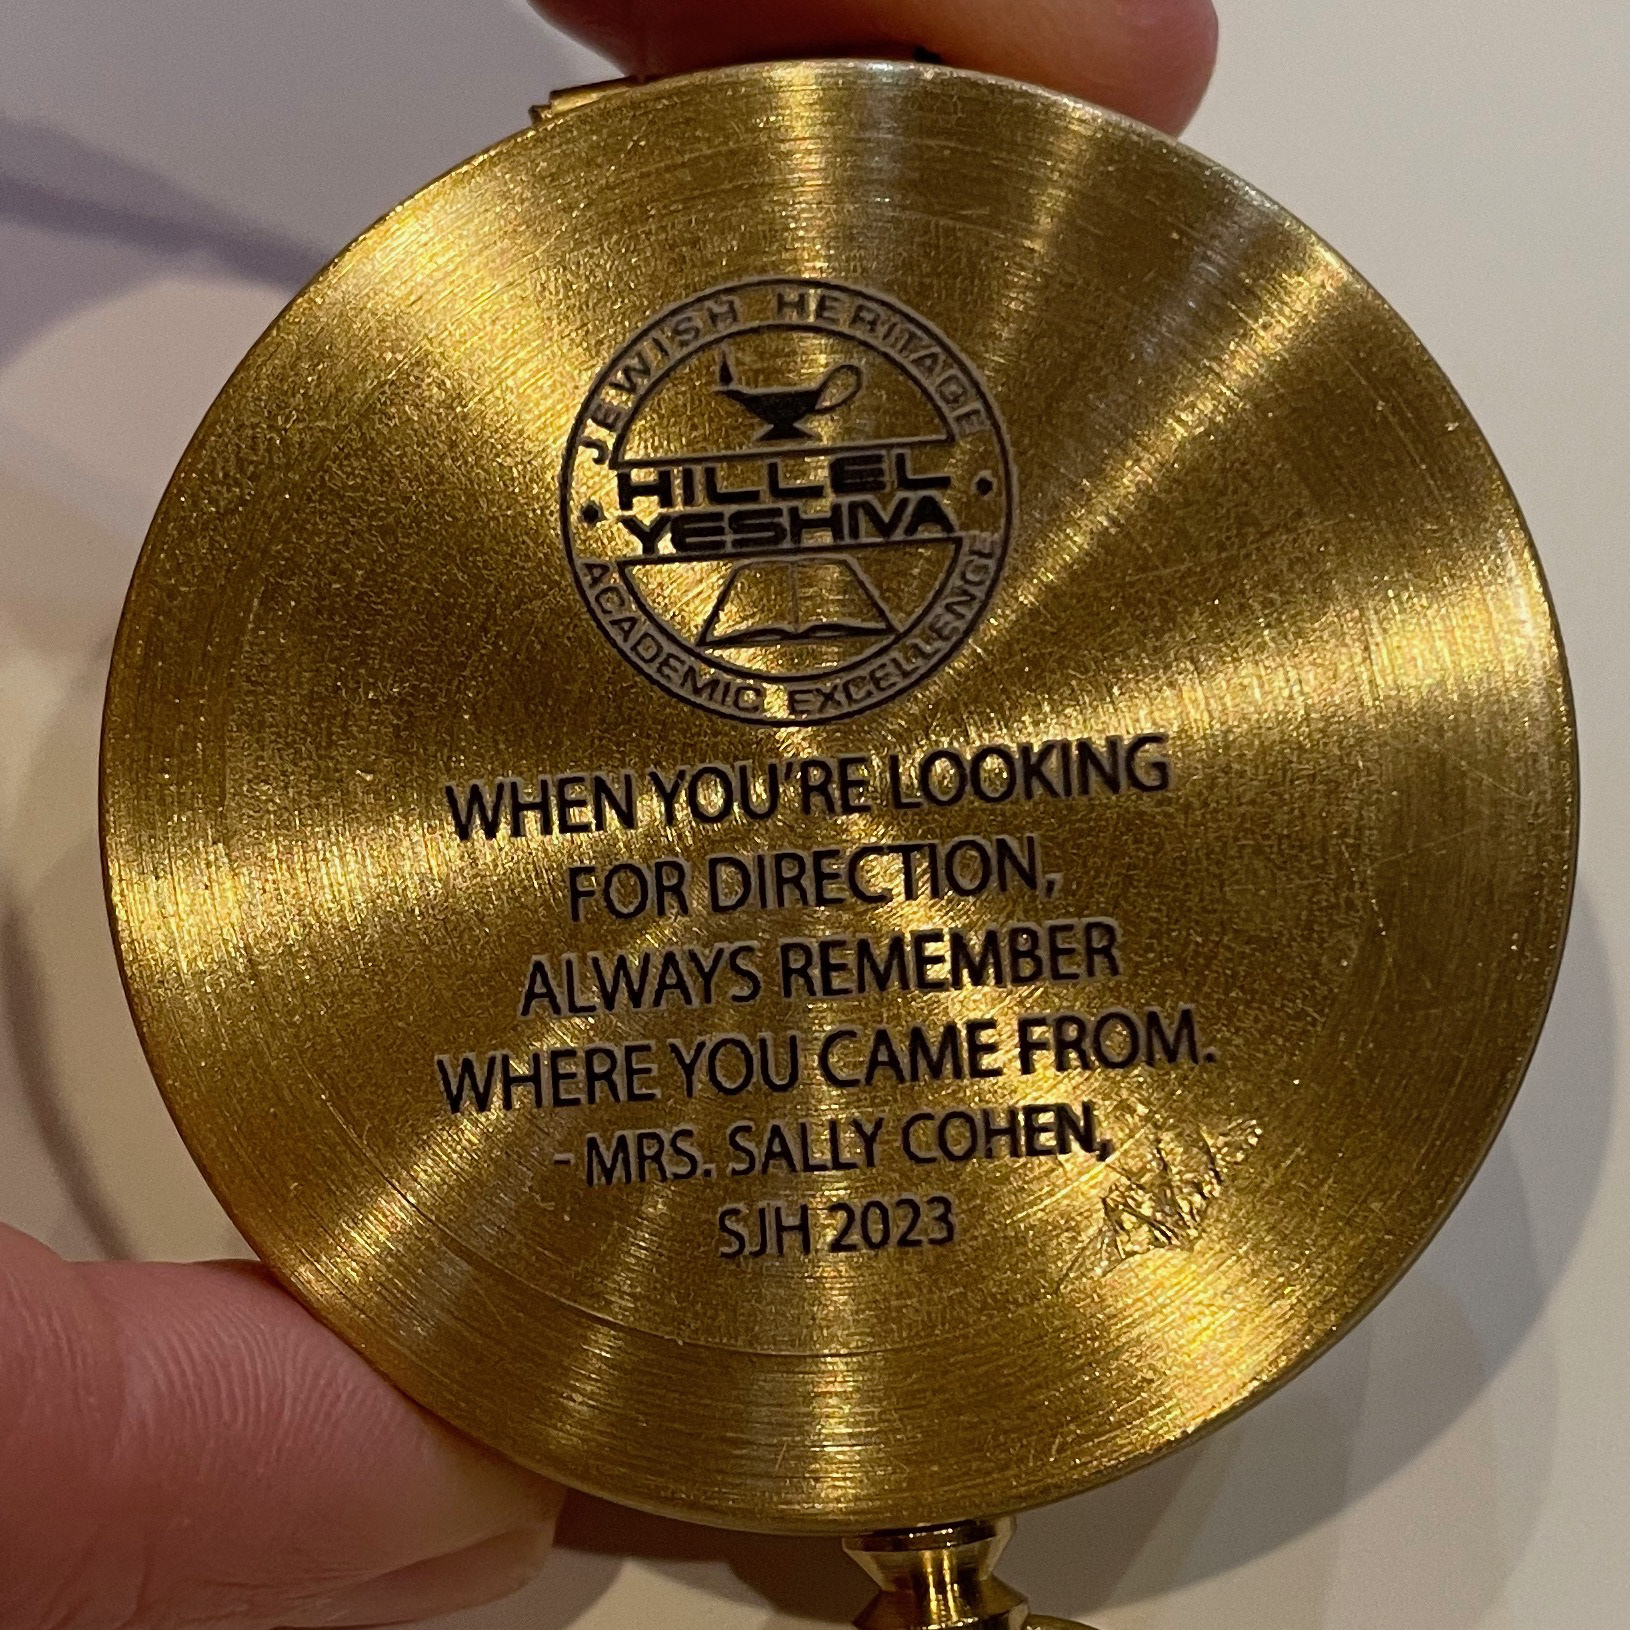 JEWISH HERITAGE
HILLEL
YESHIVA
ACADEMIC EXCELLENCE
WHEN YOU'RE LOOKING
FOR DIRECTION,
ALWAYS REMEMBER
WHERE YOU CAME FROM.
-MRS. SALLY COHEN,
SJH 2023